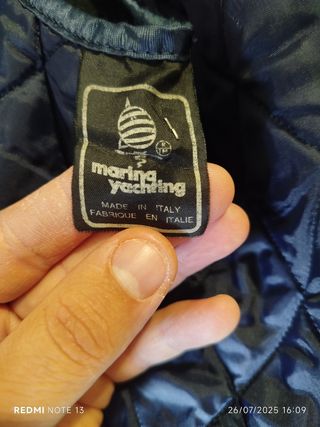 marina
yachting
MADE IN ITALY
FABRIQUE EN ITALIE
REDMI NOTE 13
26/07/2025 16:09